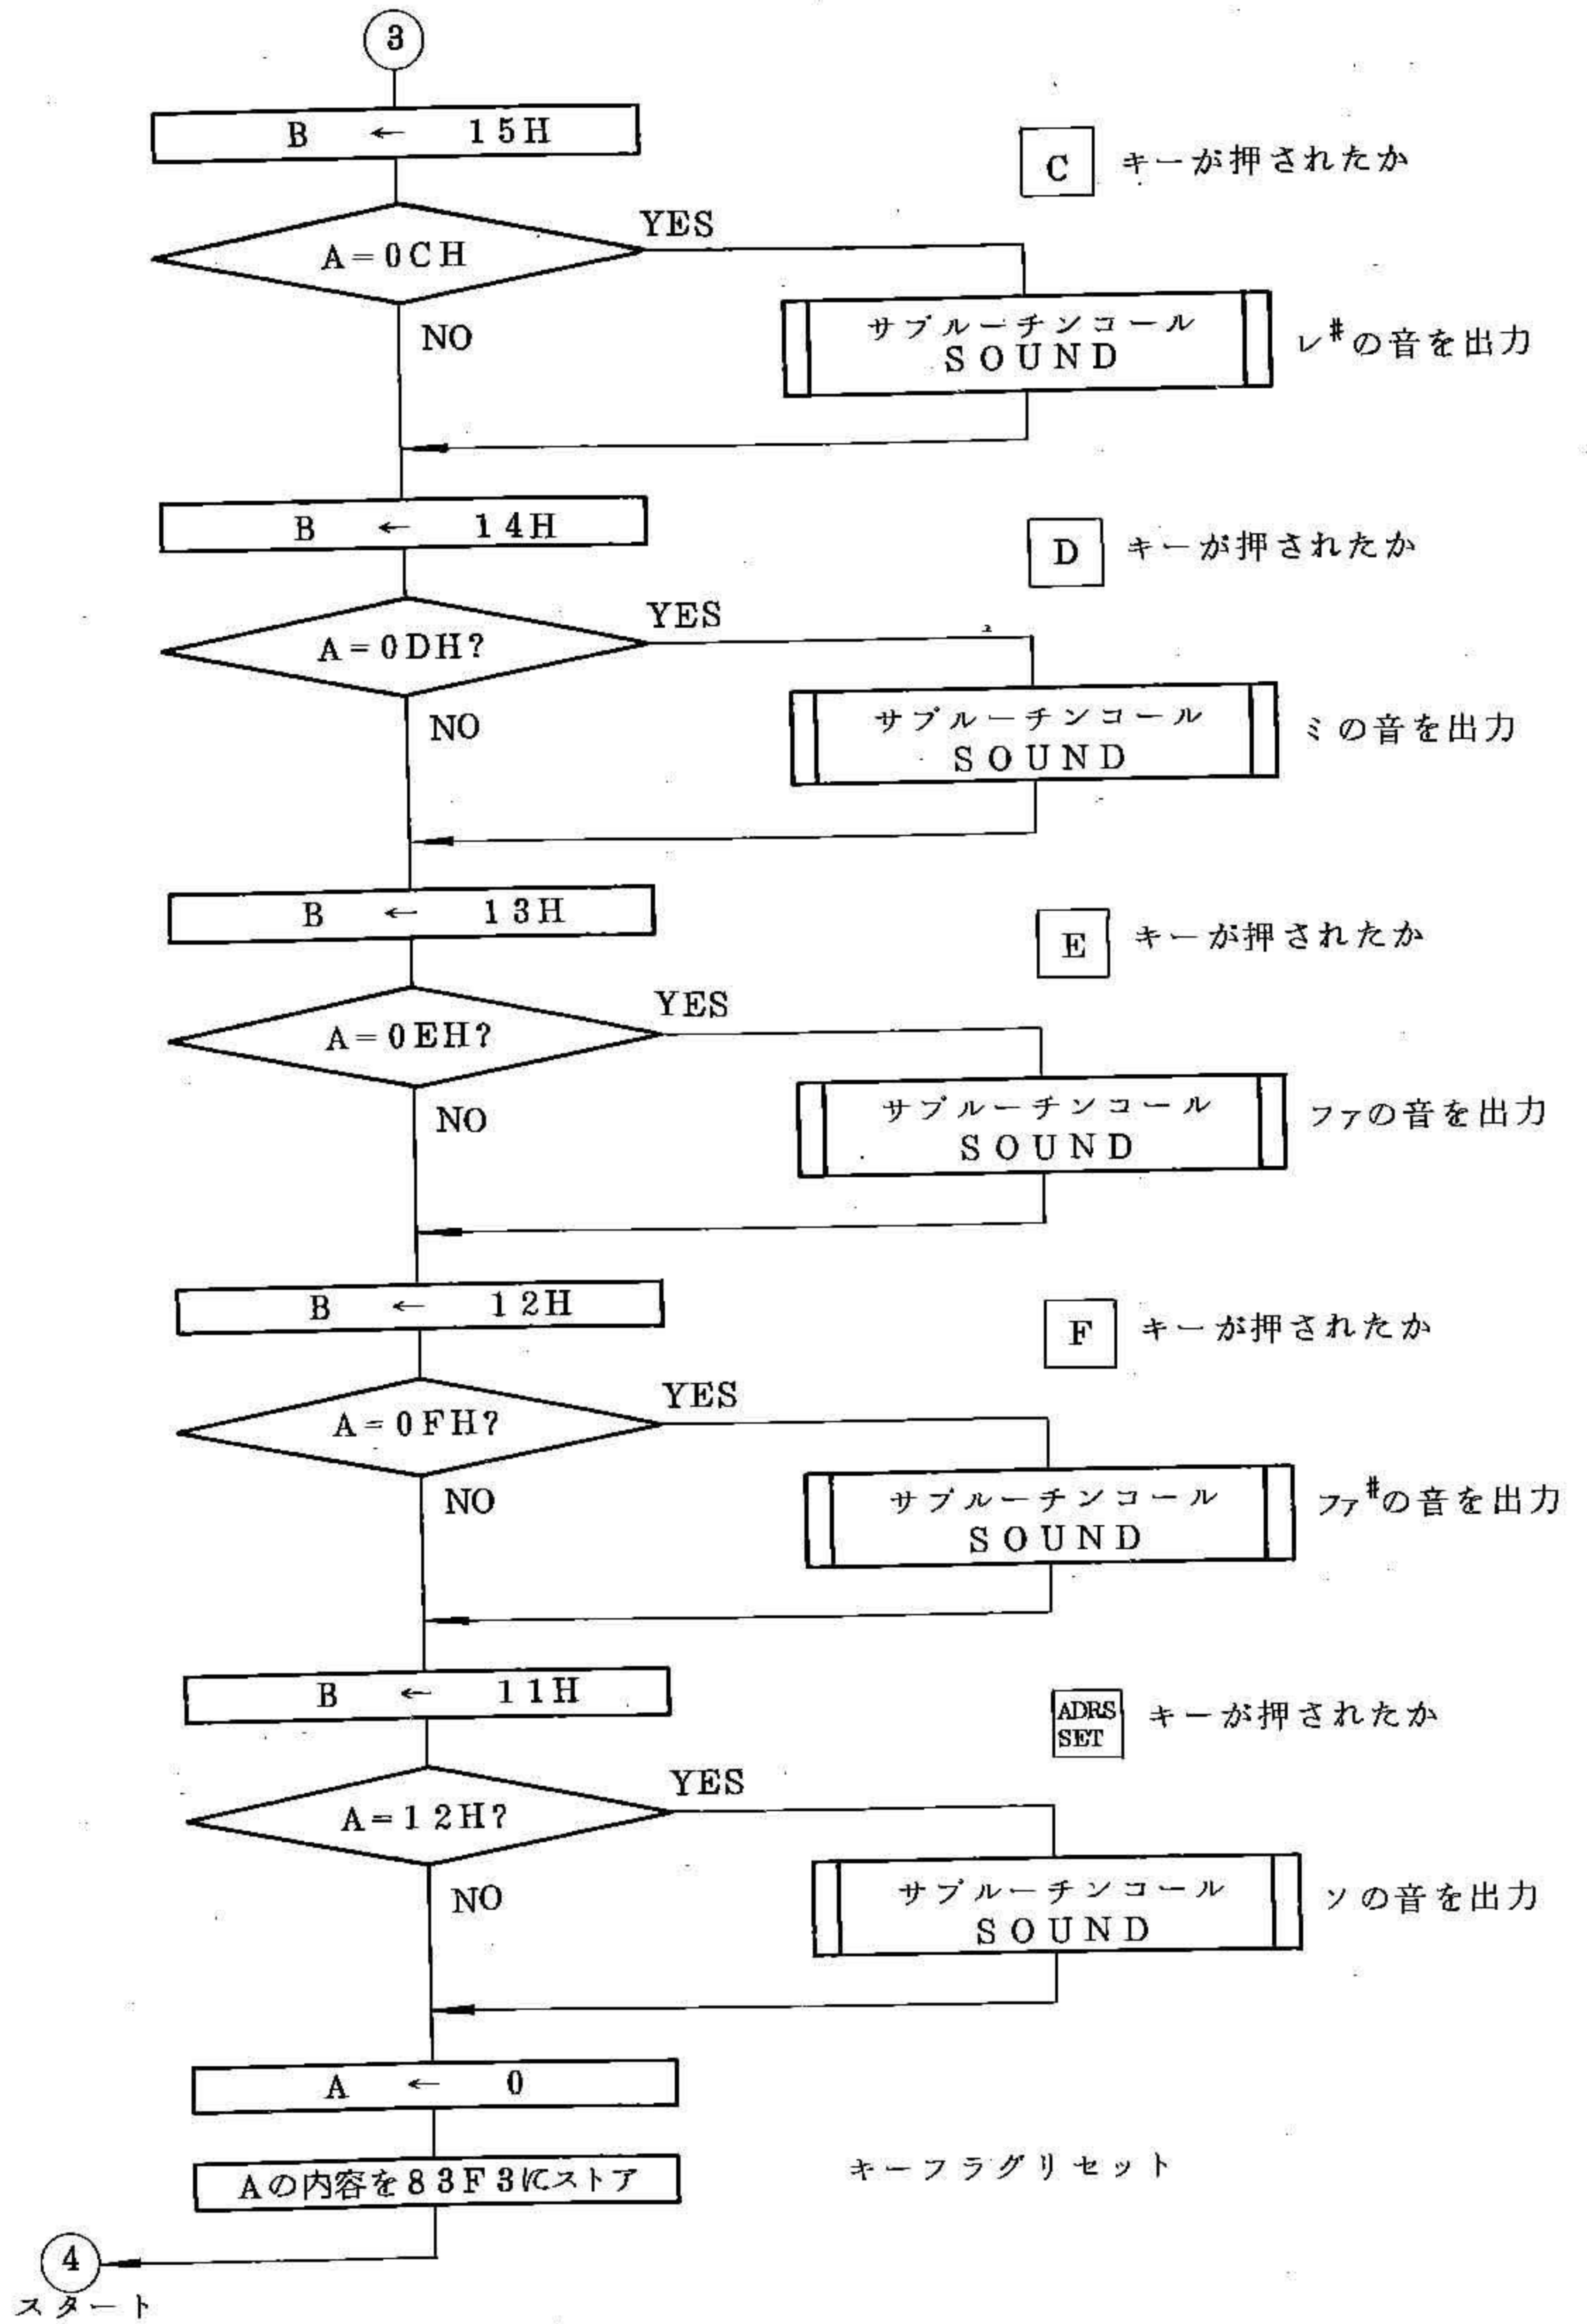 3
B ← 15H
C キーが押されたか
A=0CH
YES
NO
サブルーチンコール
SOUND
レ#の音を出力
B ← 14H
D キーが押されたか
A=0DH?
YES
NO
サブルーチンコール
SOUND
ミの音を出力
B ← 13H
E キーが押されたか
A=0EH?
YES
NO
サブルーチンコール
SOUND
ファの音を出力
B ← 12H
F キーが押されたか
A=0FH?
YES
NO
サブルーチンコール
SOUND
ファ#の音を出力
B ← 11H
ADRS
SET
キーが押されたか
A=12H?
YES
NO
サブルーチンコール
SOUND
ソの音を出力
A ← 0
Aの内容を83F3にストア
キーフラグリセット
4
スタート